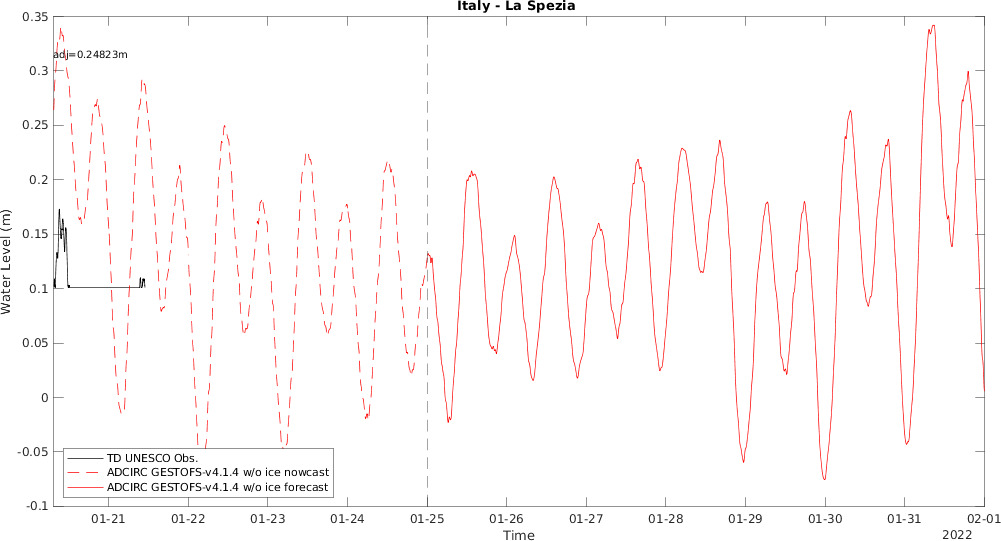 Italy - La Spezia
adj=0.24823m
Water Level (m)
0.35
0.3
0.25
0.2
0.15
0.1
0.05
0
-0.05
-0.1
TD UNESCO Obs.
ADCIRC GESTOFS-v4.1.4 w/o ice nowcast
ADCIRC GESTOFS-v4.1.4 w/o ice forecast
01-21 01-22 01-23 01-24 01-25 01-26 01-27 01-28 01-29 01-30 01-31 02-01
Time
2022